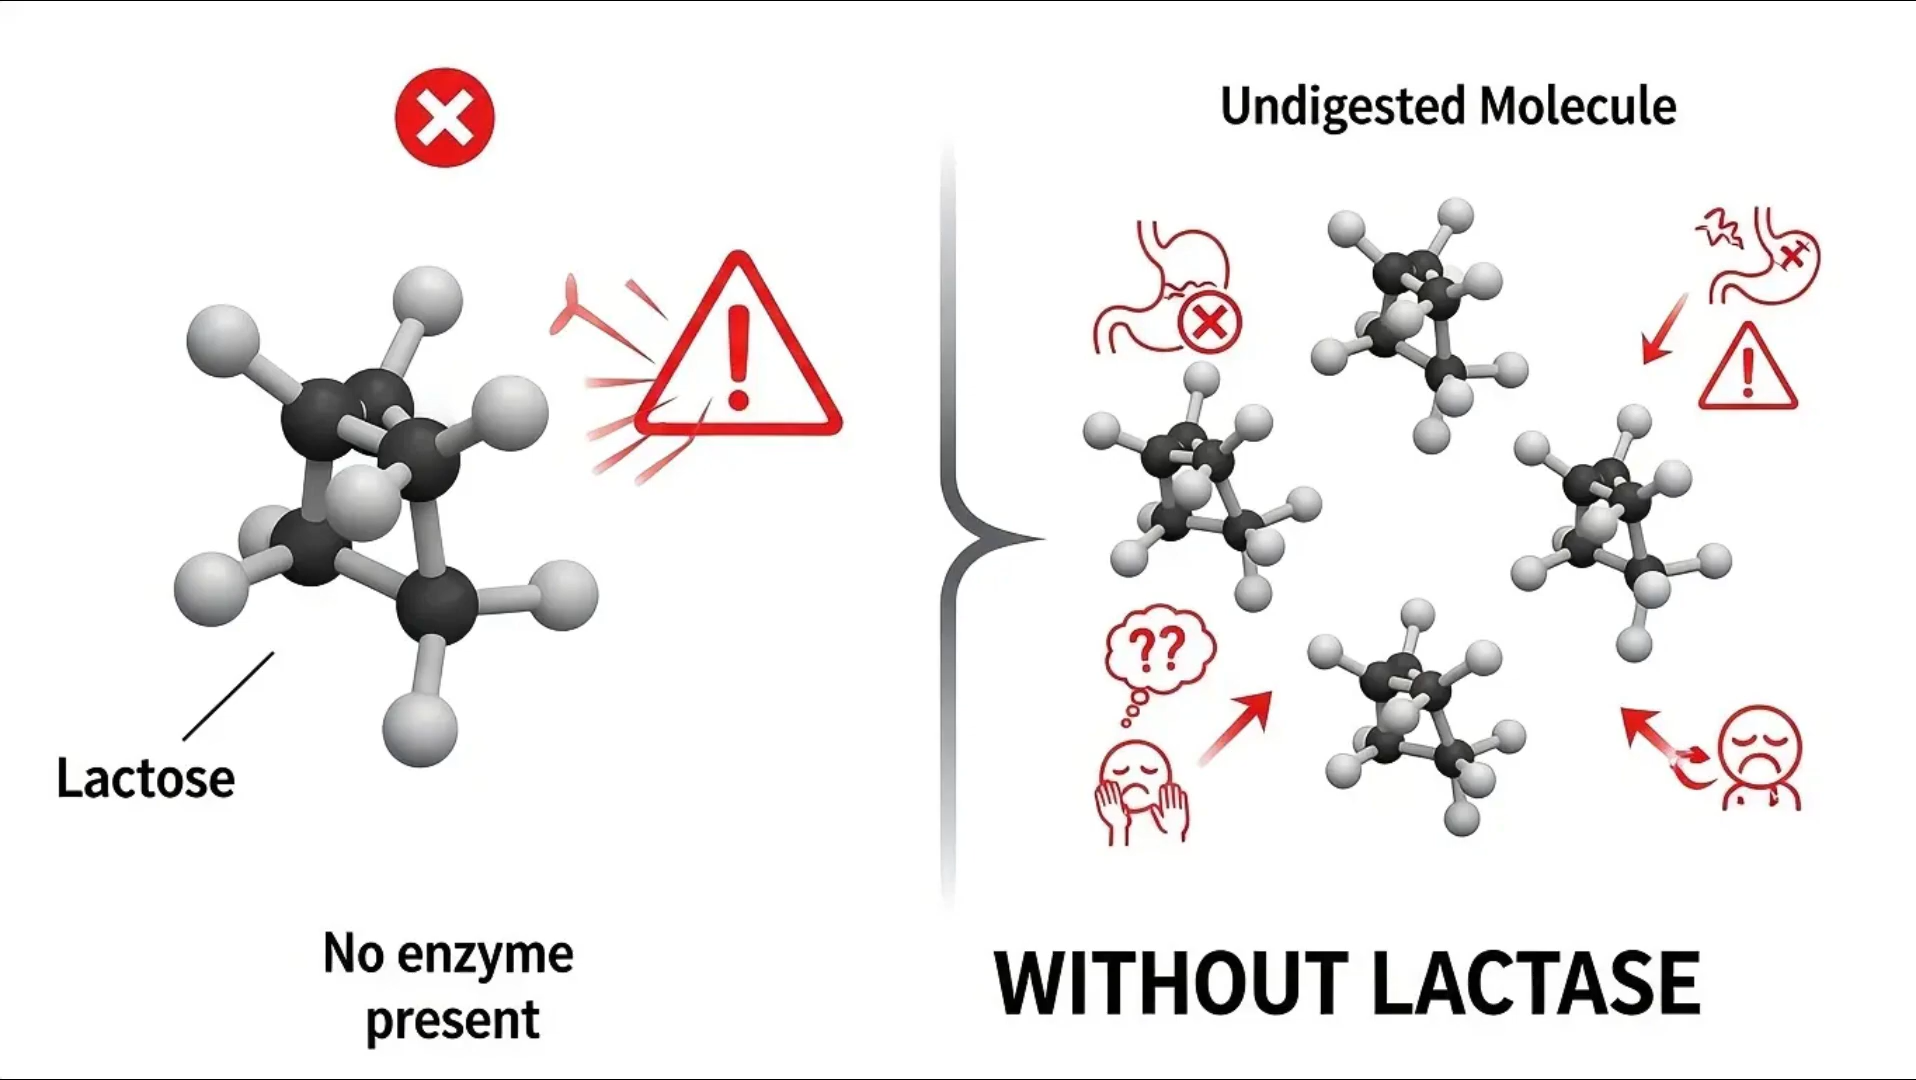 Lactose
No enzyme
present
Undigested Molecule
??
WITHOUT LACTASE